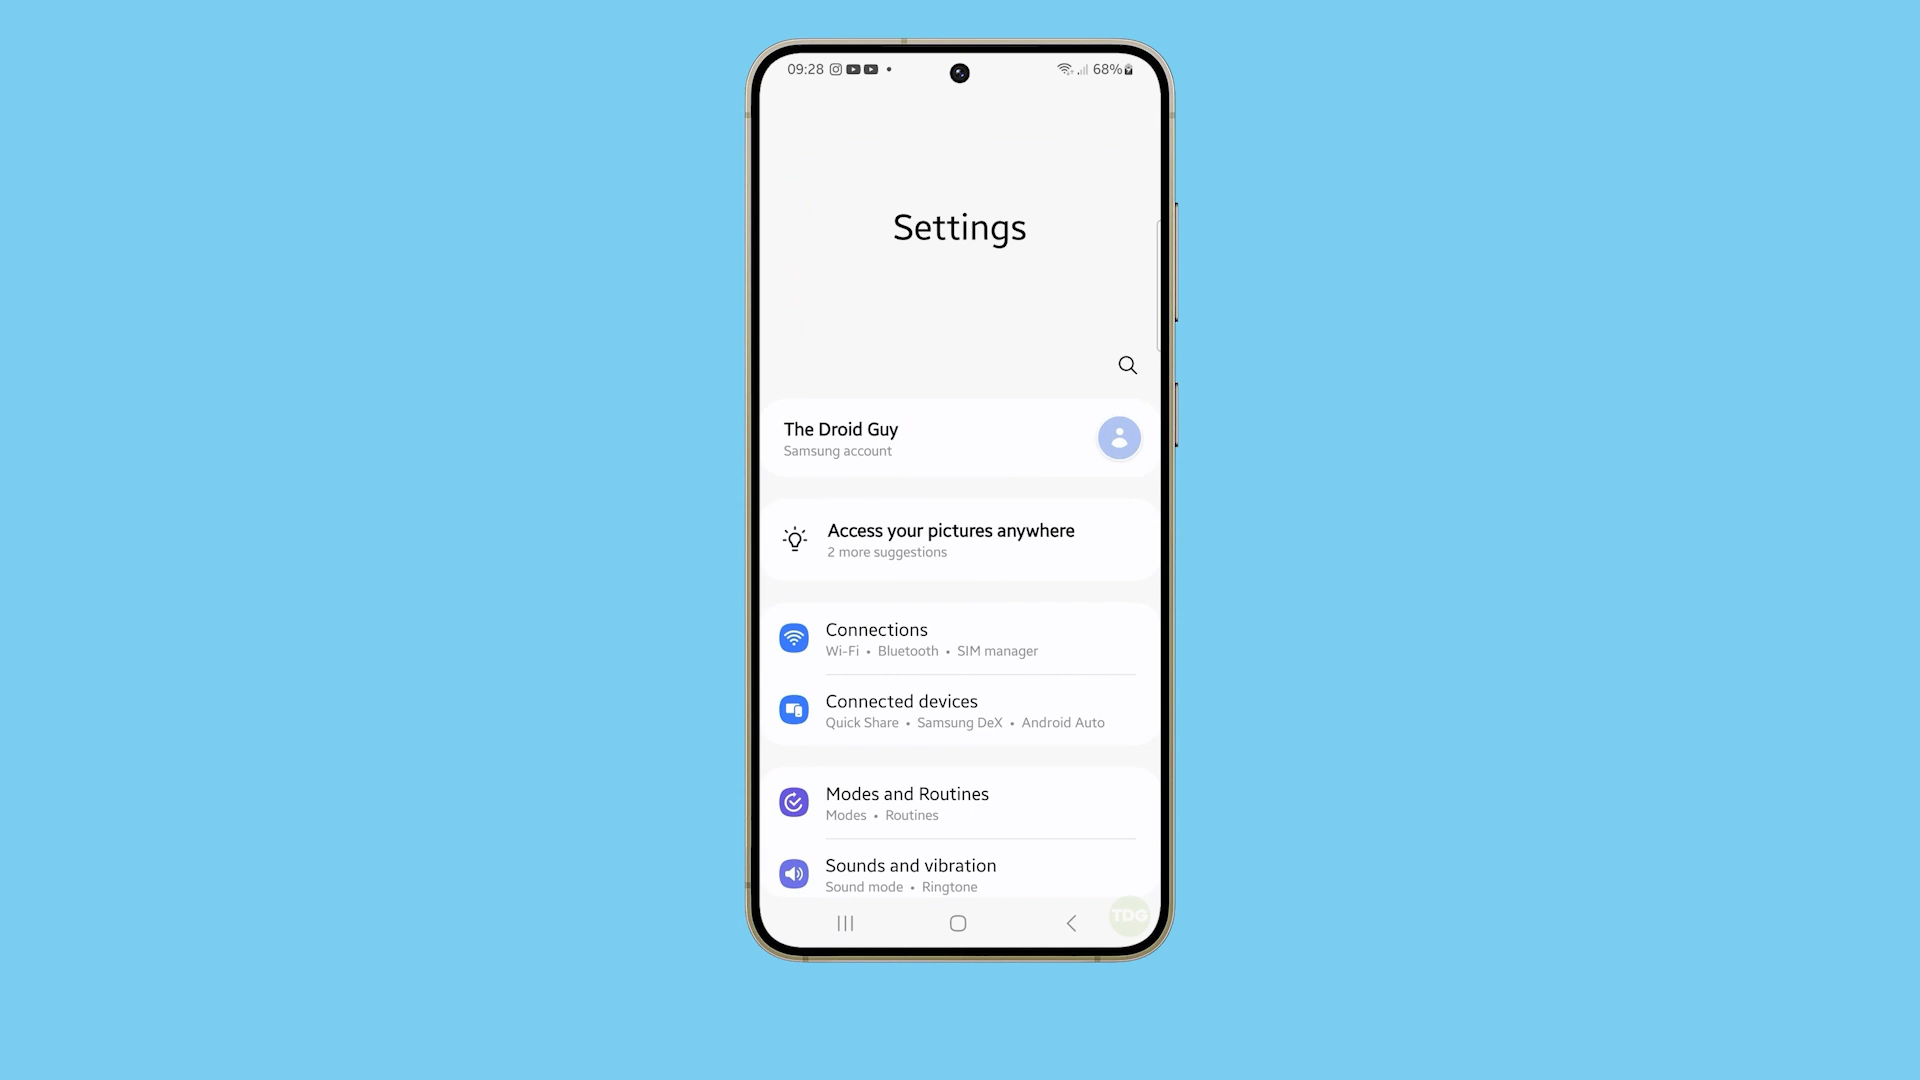 09:28 68%
Settings
The Droid Guy
Samsung account
Access your pictures anywhere
2 more suggestions
Connections
Wi-Fi • Bluetooth • SIM manager
Connected devices
Quick Share • Samsung DeX • Android Auto
Modes and Routines
Modes • Routines
Sounds and vibration
Sound mode • Ringtone
TDG